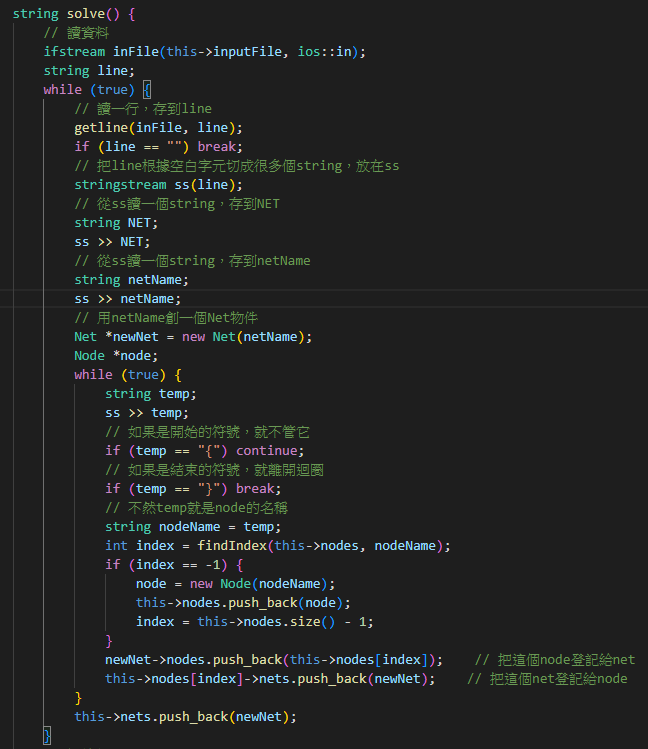 string solve() {
// 讀資料
ifstream inFile(this->inputFile, ios::in);
string line;
while (true) {
// 讀一行，存到line
getline(inFile, line);
if (line == "") break;
// 把line根據空白字元切成很多個string，放在ss
stringstream ss(line);
// 從ss讀一個string，存到NET
string NET;
ss >> NET;
// 從ss讀一個string，存到netName
string netName;
ss >> netName;
// 用netName創一個Net物件
Net *newNet = new Net(netName);
Node *node;
while (true) {
string temp;
ss >> temp;
// 如果是開始的符號，就不管它
if (temp == "{") continue;
// 如果是結束的符號，就離開迴圈
if (temp == "}") break;
// 不然temp就是node的名稱
string nodeName = temp;
int index = findIndex(this->nodes, nodeName);
if (index == -1) {
node = new Node(nodeName);
this->nodes.push_back(node);
index = this->nodes.size() - 1;
}
newNet->nodes.push_back(this->nodes[index]); // 把這個node登記給net
this->nodes[index]->nets.push_back(newNet); // 把這個net登記給node
}
this->nets.push_back(newNet);
}